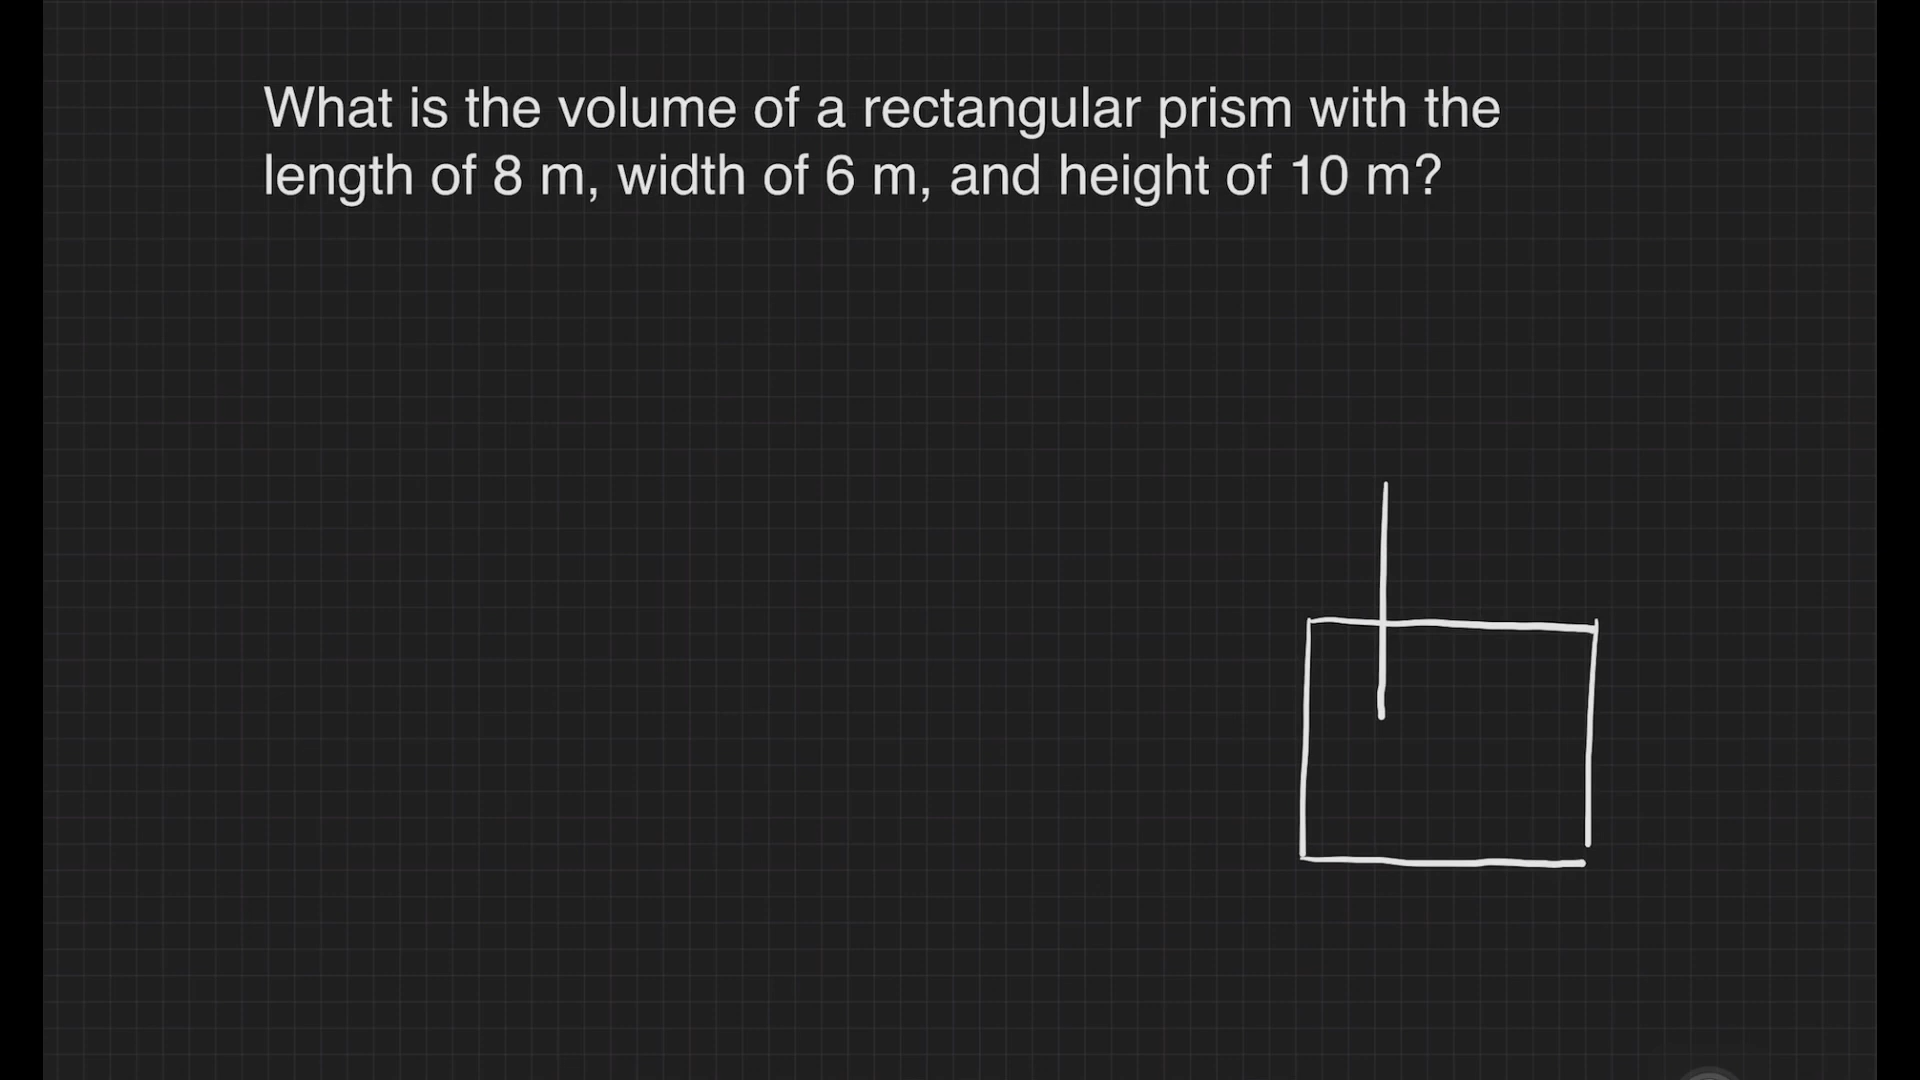 What is the volume of a rectangular prism with the
length of 8 m, width of 6 m, and height of 10 m?